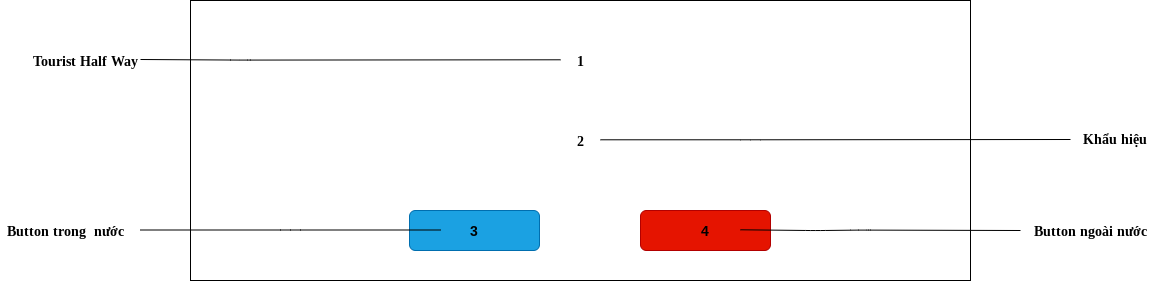 Tourist Half Way
1
2
Khẩu hiệu
Button trong  nước
3
4
Button ngoài nước